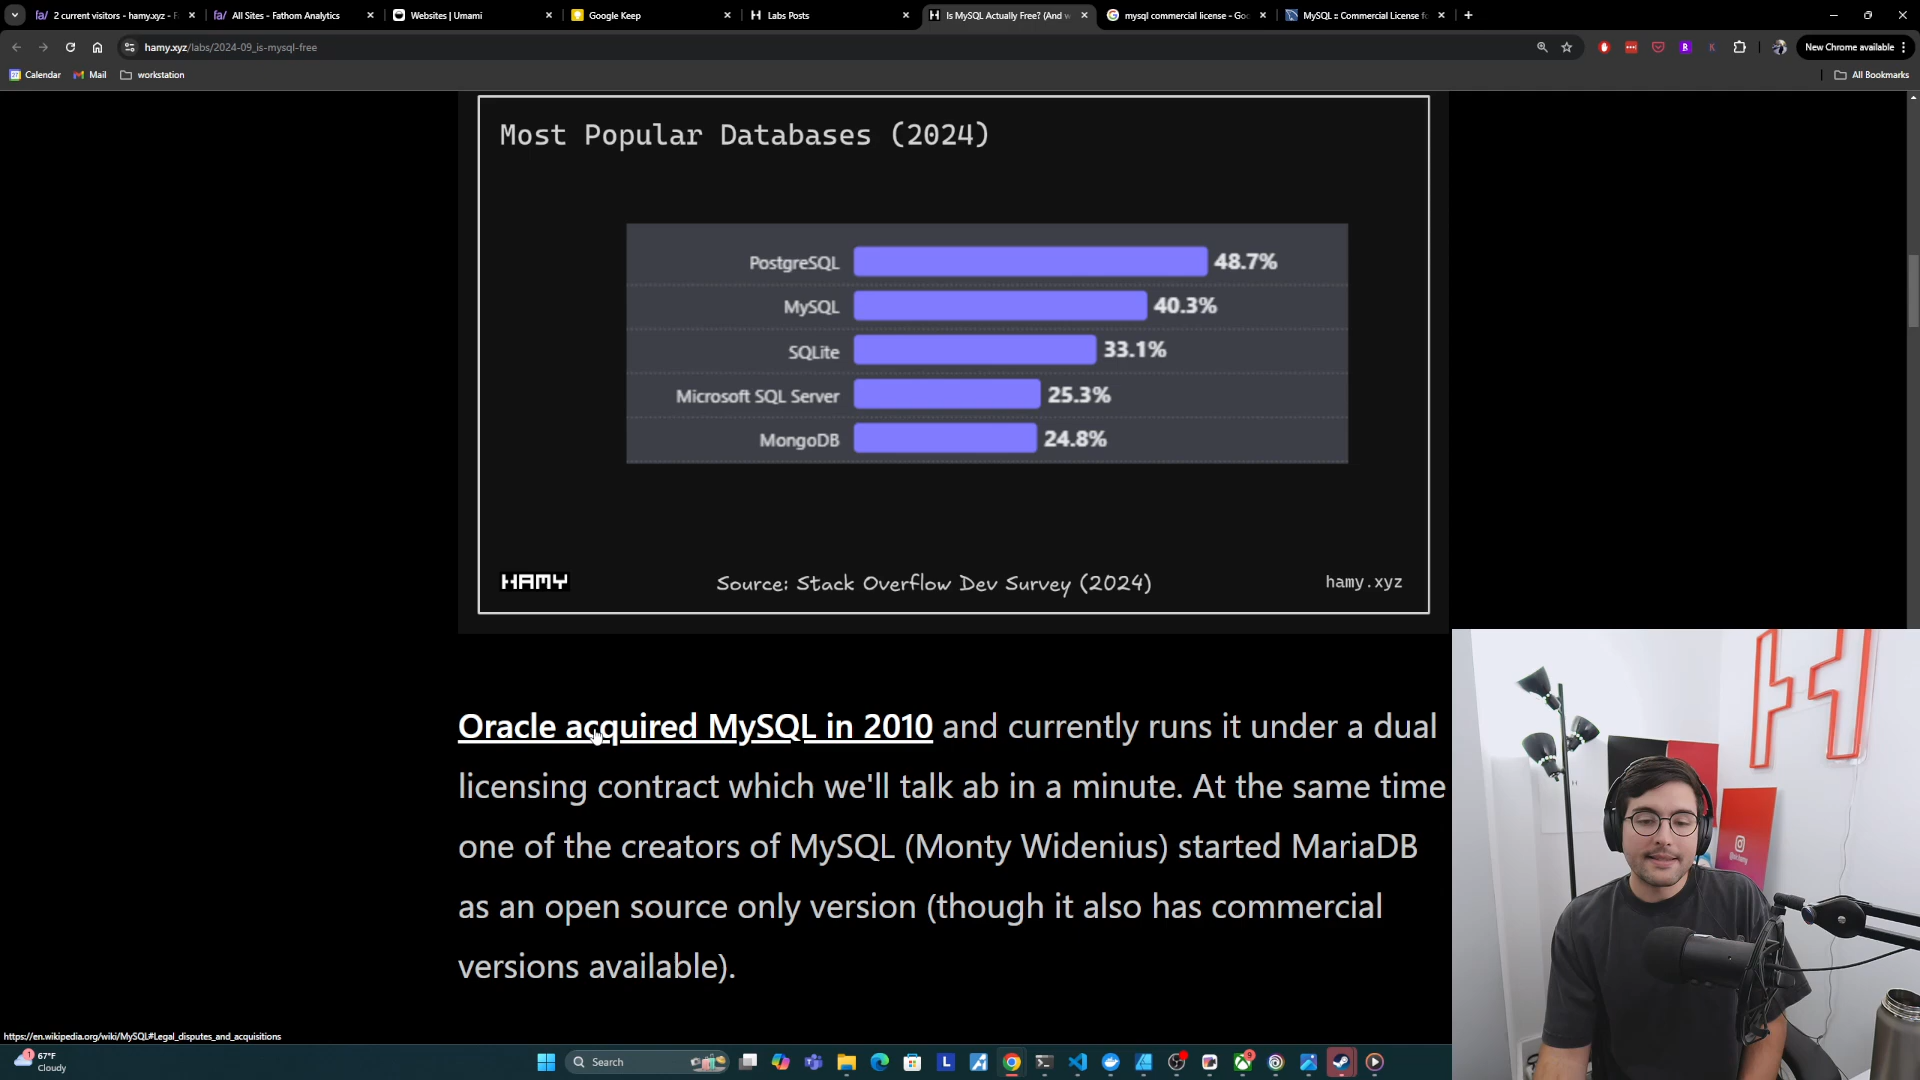 2 current visitors - hamy.xyz - F
All Sites - Fathom Analytics
Websites | Umami
Google Keep
Labs Posts
Is MySQL Actually Free? (And w
mysql commercial license - Goo
MySQL :: Commercial License fo
hamy.xyz/labs/2024-09_is-mysql-free
New Chrome available
Calendar
Mail
workstation
All Bookmarks
Most Popular Databases (2024)
PostgreSQL 48.7%
MySQL 40.3%
SQLite 33.1%
Microsoft SQL Server 25.3%
MongoDB 24.8%
HAMY
Source: Stack Overflow Dev Survey (2024)
hamy.xyz
Oracle acquired MySQL in 2010 and currently runs it under a dual
licensing contract which we'll talk ab in a minute. At the same time
one of the creators of MySQL (Monty Widenius) started MariaDB
as an open source only version (though it also has commercial
versions available).
https://en.wikipedia.org/wiki/MySQL#Legal_disputes_and_acquisitions
1
67°F
Cloudy
Search